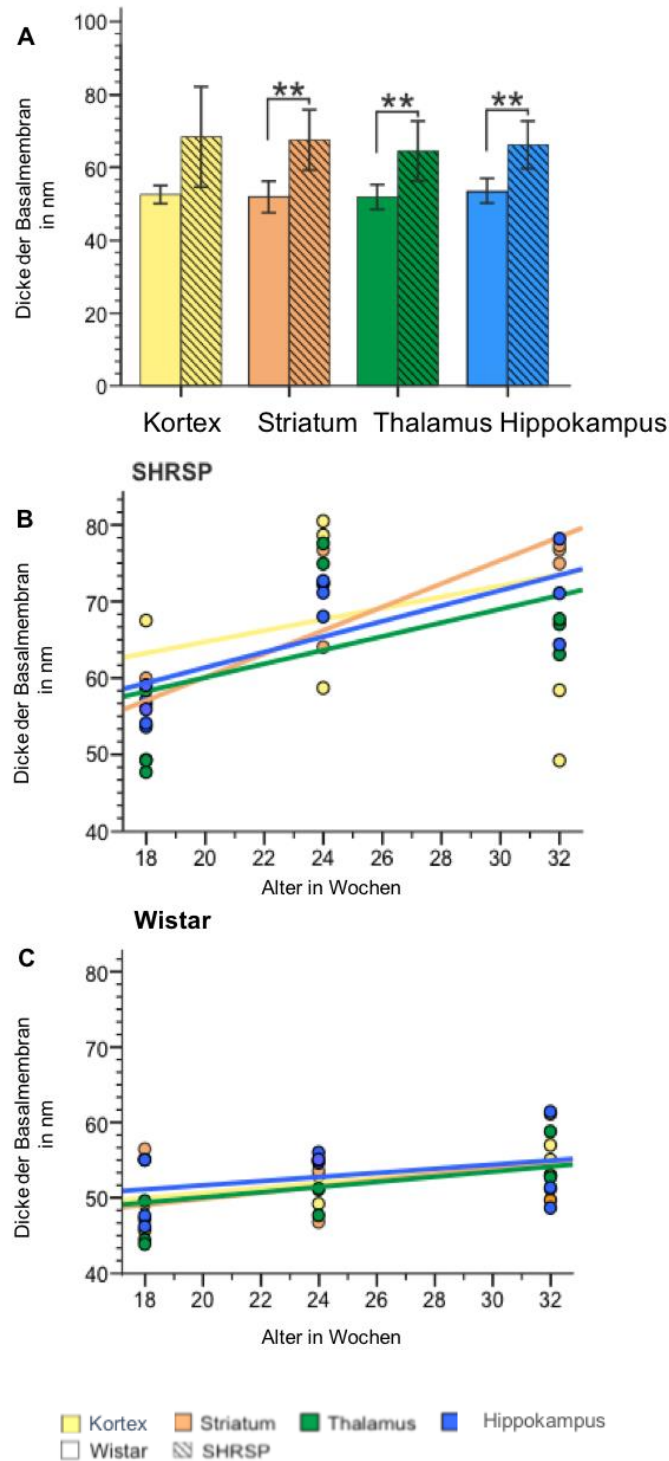 A
Dicke der Basalmembran
in nm
100
80
60
40
20
0
** ** **
Kortex Striatum Thalamus Hippokampus
SHRSP
B
Dicke der Basalmembran
in nm
80
70
60
50
40
18 20 22 24 26 28 30 32
Alter in Wochen
Wistar
C
Dicke der Basalmembran
in nm
80
70
60
50
40
18 20 22 24 26 28 30 32
Alter in Wochen
Kortex Striatum Thalamus Hippokampus
Wistar SHRSP